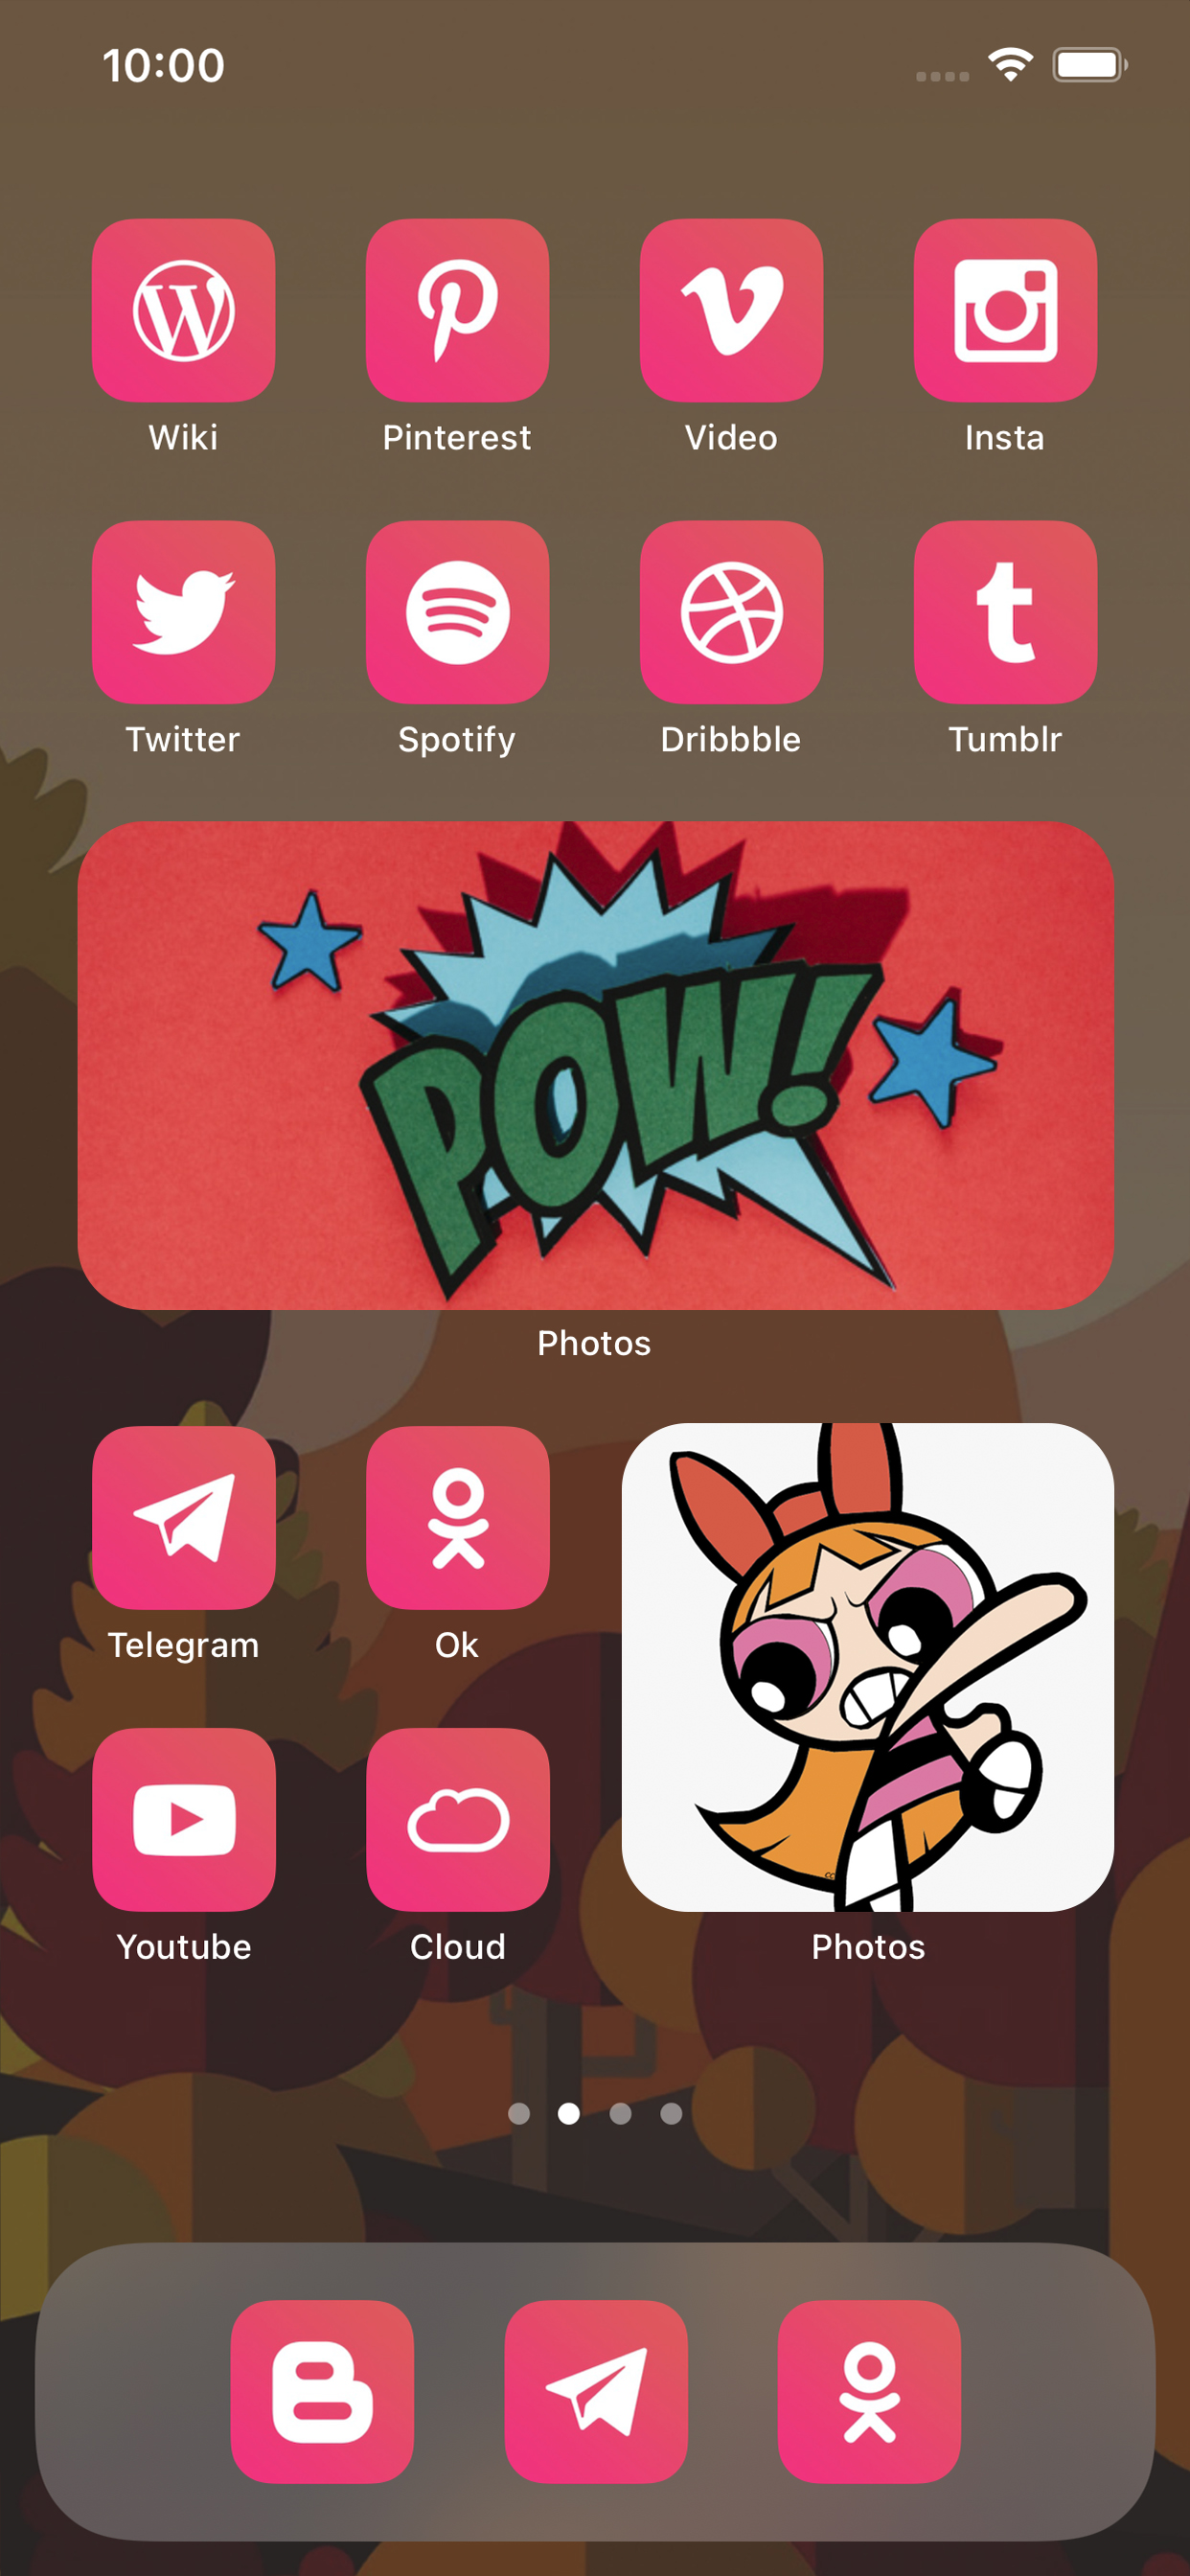 10:00
Wiki Pinterest Video Insta
Twitter Spotify Dribbble Tumblr
POW!
Photos
Telegram Ok
Youtube Cloud Photos